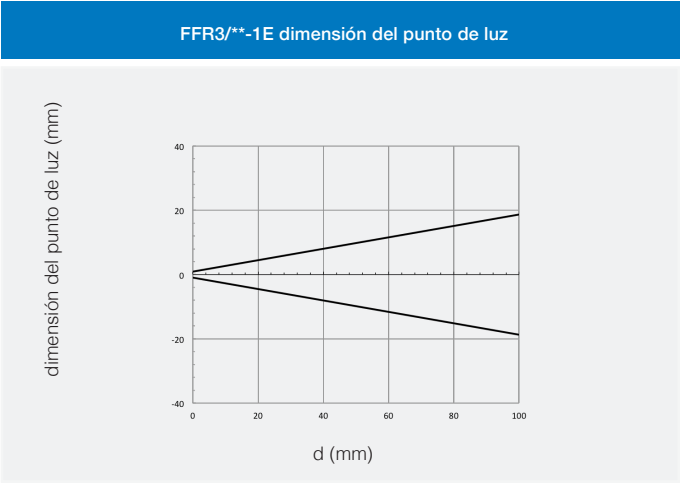 FFR3/**-1E dimensión del punto de luz
dimensión del punto de luz (mm)
40
20
0
-20
-40
0 20 40 60 80 100
d (mm)